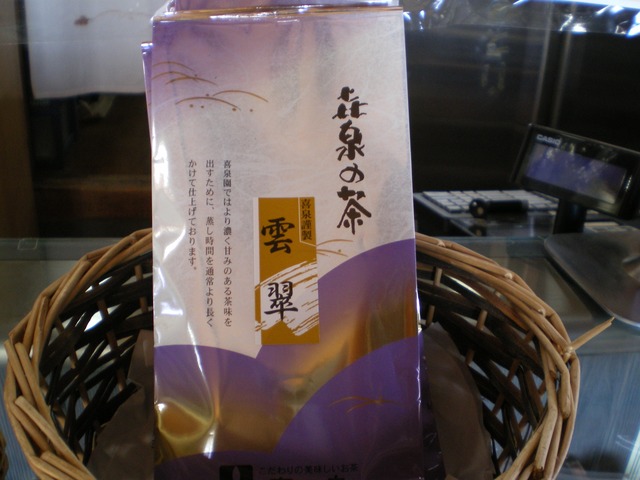 㐂泉の茶
喜泉謹製
雲翠
喜泉園ではより濃く甘みのある茶味を
出すために、蒸し時間を通常より長く
かけて仕上げております。
こだわりの美味しいお茶
CASIO